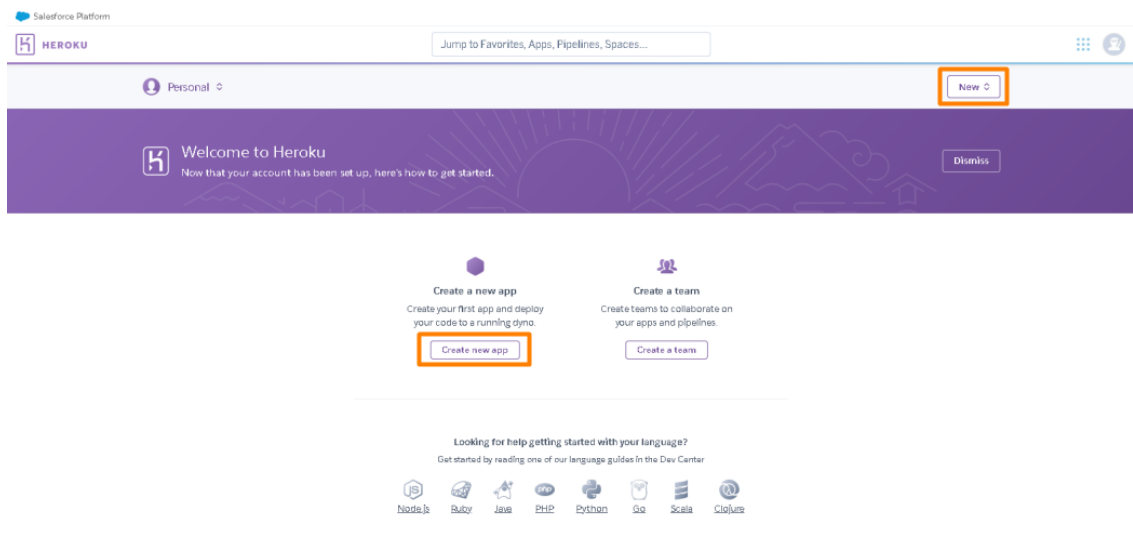 Salesforce Platform
HEROKU
Jump to Favorites, Apps, Pipelines, Spaces...
Personal
New
Welcome to Heroku
Now that your account has been set up, here's how to get started.
Dismiss
Create a new app
Create your first app and deploy
your code to a running dyno.
Create new app
Create a team
Create teams to collaborate on
your apps and pipelines.
Create a team
Looking for help getting started with your language?
Get started by reading one of our language guides in the Dev Center
JS
php
Node.js Ruby Java PHP Python Go Scala Clojure